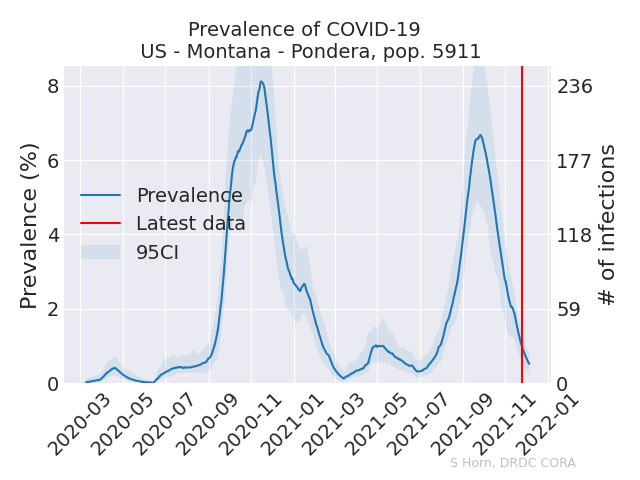 Prevalence of COVID-19
US - Montana - Pondera, pop. 5911
Prevalence (%)
8
6
4
2
0
236
177
118
59
0
# of infections
Prevalence
Latest data
95CI
2020-03
2020-05
2020-07
2020-09
2020-11
2021-01
2021-03
2021-05
2021-07
2021-09
2021-11
2022-01
S Horn, DRDC CORA